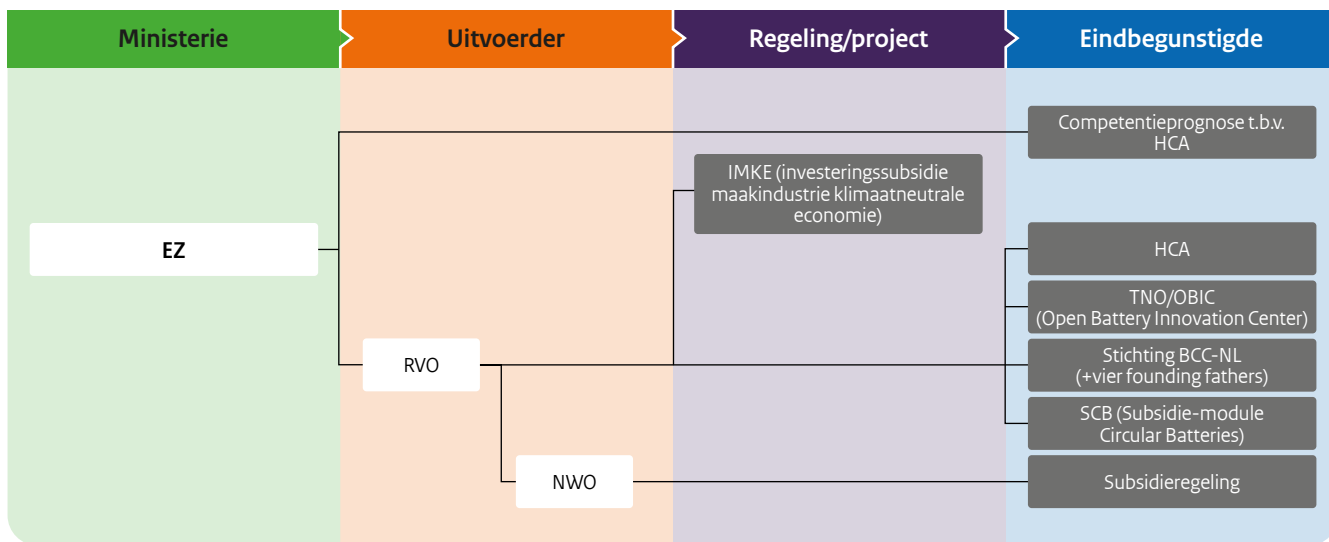 Ministerie
Uitvoerder
Regeling/project
Eindbegunstigde
Competentieprognose t.b.v.
HCA
IMKE (investeringssubsidie
maakindustrie klimaatneutrale
economie)
EZ
HCA
TNO/OBIC
(Open Battery Innovation Center)
RVO
Stichting BCC-NL
(+vier founding fathers)
SCB (Subsidie-module
Circular Batteries)
NWO
Subsidieregeling